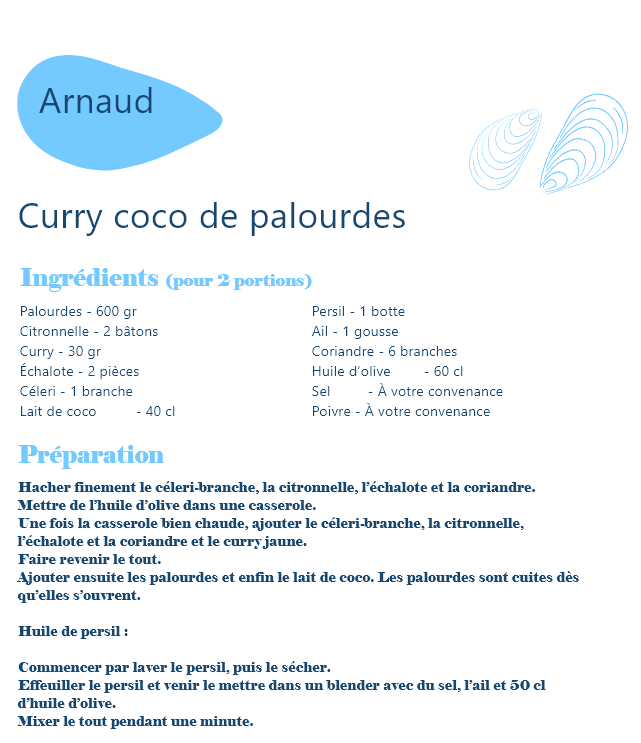 Arnaud
Curry coco de palourdes
Ingrédients (pour 2 portions)
Palourdes - 600 gr
Citronnelle - 2 bâtons
Curry - 30 gr
Échalote - 2 pièces
Céleri - 1 branche
Lait de coco - 40 cl
Persil - 1 botte
Ail - 1 gousse
Coriandre - 6 branches
Huile d’olive - 60 cl
Sel - À votre convenance
Poivre - À votre convenance
Préparation
Hacher finement le céleri-branche, la citronnelle, l’échalote et la coriandre.
Mettre de l’huile d’olive dans une casserole.
Une fois la casserole bien chaude, ajouter le céleri-branche, la citronnelle,
l’échalote et la coriandre et le curry jaune.
Faire revenir le tout.
Ajouter ensuite les palourdes et enfin le lait de coco. Les palourdes sont cuites dès
qu’elles s’ouvrent.
Huile de persil :
Commencer par laver le persil, puis le sécher.
Effeuiller le persil et venir le mettre dans un blender avec du sel, l’ail et 50 cl
d’huile d’olive.
Mixer le tout pendant une minute.